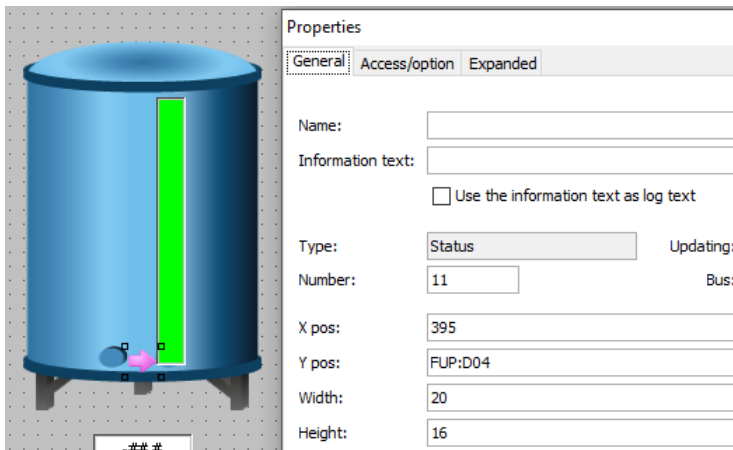 Properties
General Access/option Expanded
Name:
Information text:
Use the information text as log text
Type: Status Updating:
Number: 11 Bus:
X pos: 395
Y pos: FUP:D04
Width: 20
Height: 16